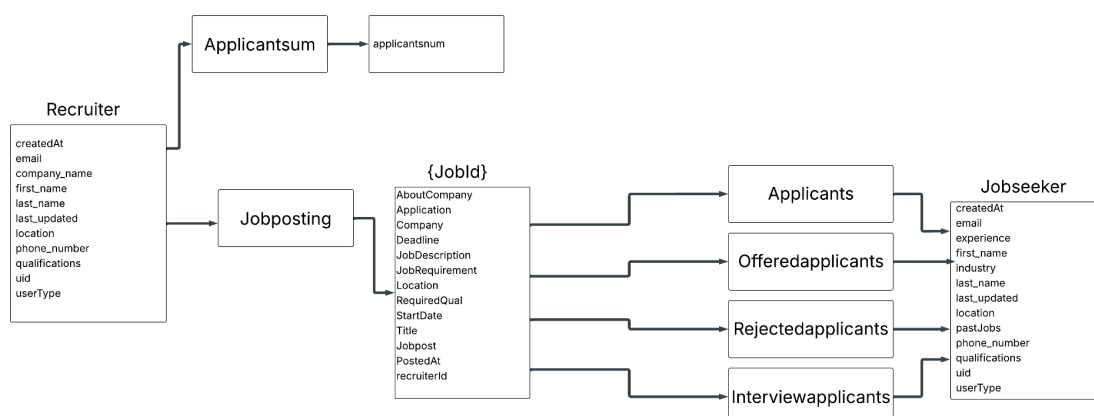 Applicantsum
applicantsnum
Recruiter
createdAt
email
company_name
first_name
last_name
last_updated
location
phone_number
qualifications
uid
userType
Jobposting
{JobId}
AboutCompany
Application
Company
Deadline
JobDescription
JobRequirement
Location
RequiredQual
StartDate
Title
Jobpost
PostedAt
recruiterId
Applicants
Offeredapplicants
Rejectedapplicants
Interviewapplicants
Jobseeker
createdAt
email
experience
first_name
industry
last_name
last_updated
location
pastJobs
phone_number
qualifications
uid
userType